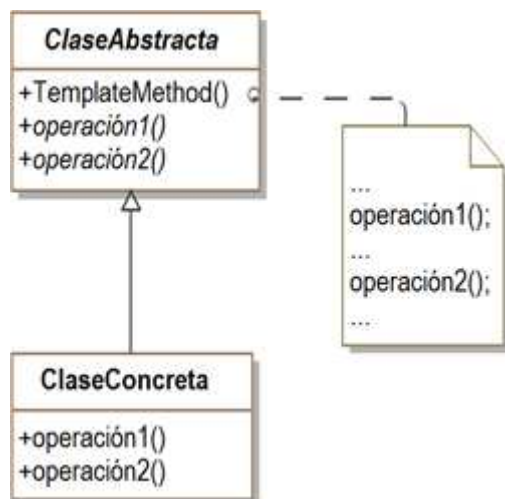 ClaseAbstracta
+TemplateMethod()
+operación1()
+operación2()
...
operación1();
...
operación2();
...
ClaseConcreta
+operación1()
+operación2()